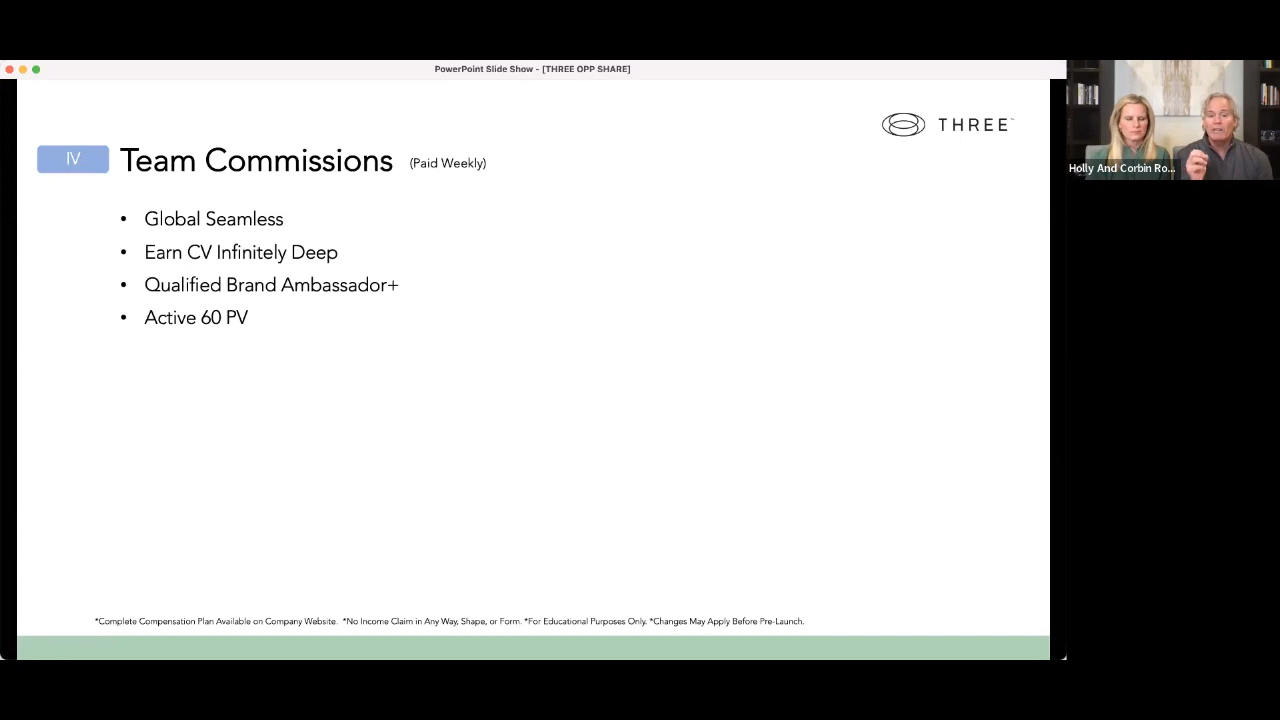 PowerPoint Slide Show - [THREE OPP SHARE]
THREE™
IV
Team Commissions (Paid Weekly)
• Global Seamless
• Earn CV Infinitely Deep
• Qualified Brand Ambassador+
• Active 60 PV
*Complete Compensation Plan Available on Company Website. *No Income Claim in Any Way, Shape, or Form. *For Educational Purposes Only. *Changes May Apply Before Pre-Launch.
Holly And Corbin Ro...